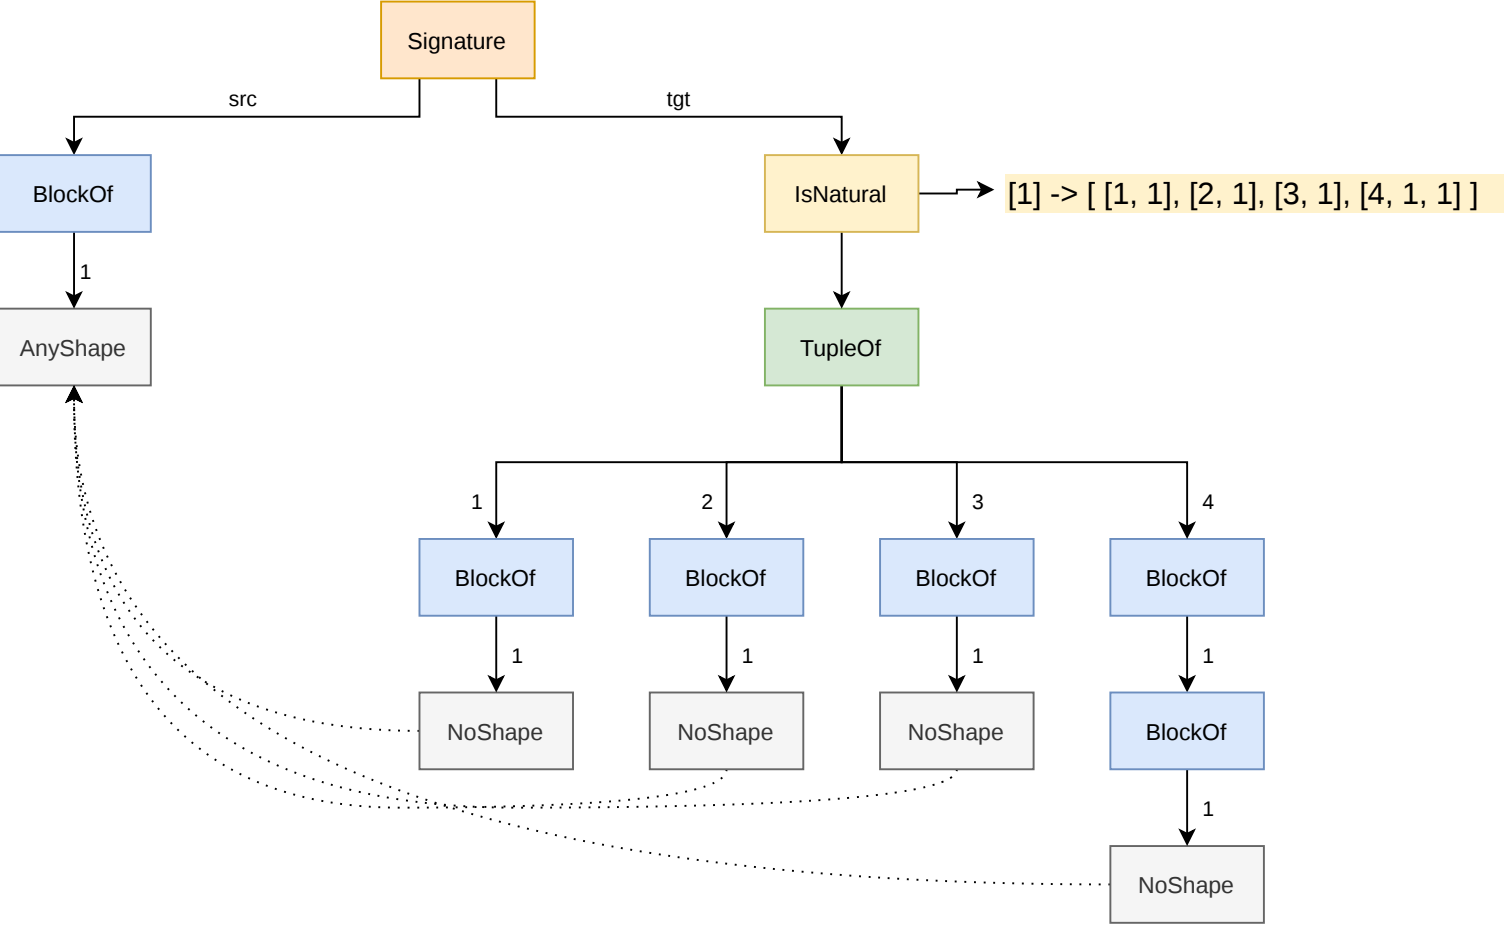 Signature
src
tgt
BlockOf
IsNatural
[1] -> [ [1, 1], [2, 1], [3, 1], [4, 1, 1] ]
1
AnyShape
TupleOf
1
2
3
4
BlockOf
BlockOf
BlockOf
BlockOf
1
1
1
1
NoShape
NoShape
NoShape
BlockOf
1
NoShape